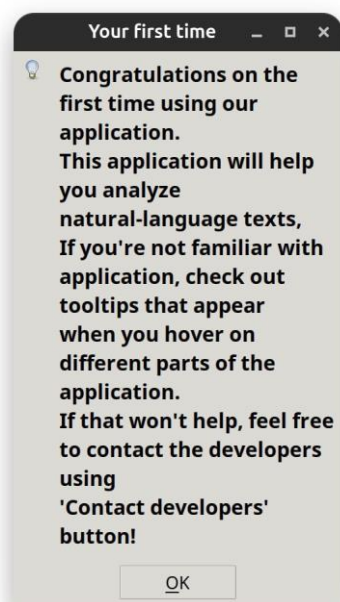 Your first time
Congratulations on the
first time using our
application.
This application will help
you analyze
natural-language texts,
If you're not familiar with
application, check out
tooltips that appear
when you hover on
different parts of the
application.
If that won't help, feel free
to contact the developers
using
'Contact developers'
button!
OK